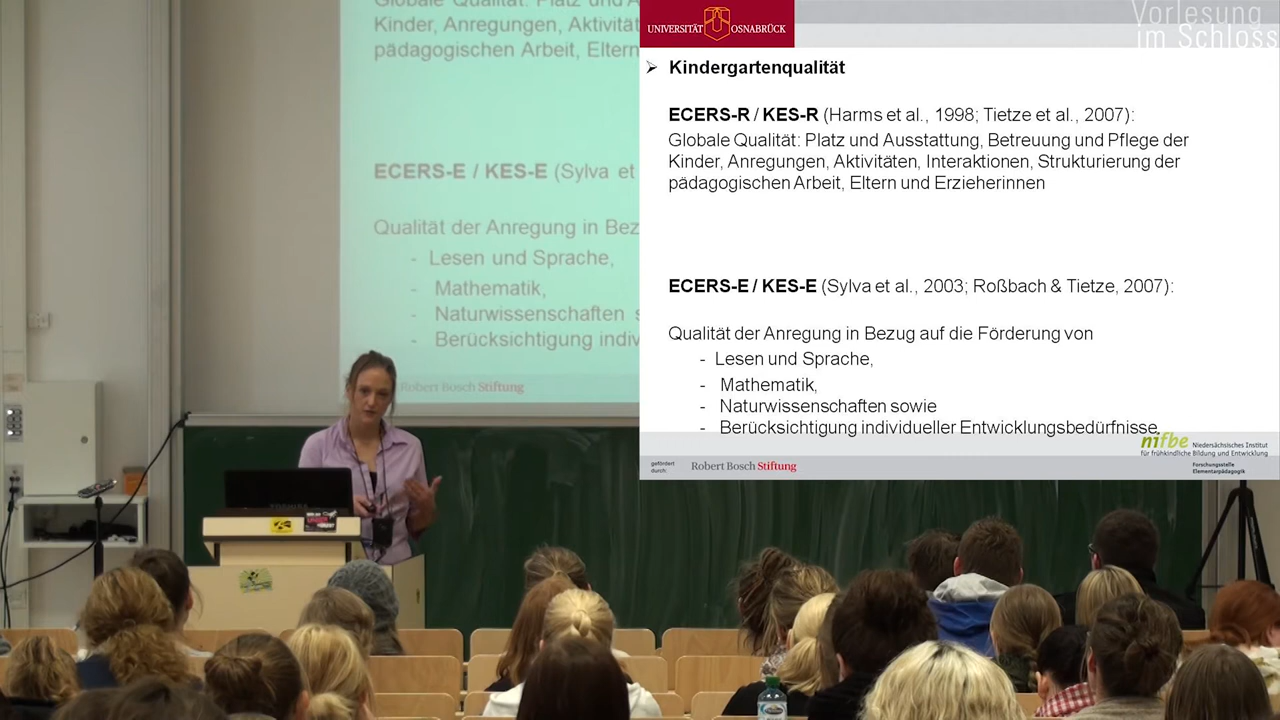 Globale Qualität: Platz und A
Kinder, Anregungen, Aktivität
pädagogischen Arbeit, Eltern
ECERS-E / KES-E (Sylva et
Qualität der Anregung in Bez
- Lesen und Sprache,
- Mathematik,
- Naturwissenschaften s
- Berücksichtigung indiv
Robert Bosch Stiftung
UNIVERSITÄT OSNABRÜCK
Vorlesung
im Schloss
➢ Kindergartenqualität
ECERS-R / KES-R (Harms et al., 1998; Tietze et al., 2007):
Globale Qualität: Platz und Ausstattung, Betreuung und Pflege der
Kinder, Anregungen, Aktivitäten, Interaktionen, Strukturierung der
pädagogischen Arbeit, Eltern und Erzieherinnen
ECERS-E / KES-E (Sylva et al., 2003; Roßbach & Tietze, 2007):
Qualität der Anregung in Bezug auf die Förderung von
- Lesen und Sprache,
- Mathematik,
- Naturwissenschaften sowie
- Berücksichtigung individueller Entwicklungsbedürfnisse.
gefördert
durch:
Robert Bosch Stiftung
nifbe
Niedersächsisches Institut
für frühkindliche Bildung und Entwicklung
Forschungsstelle
Elementarpädagogik